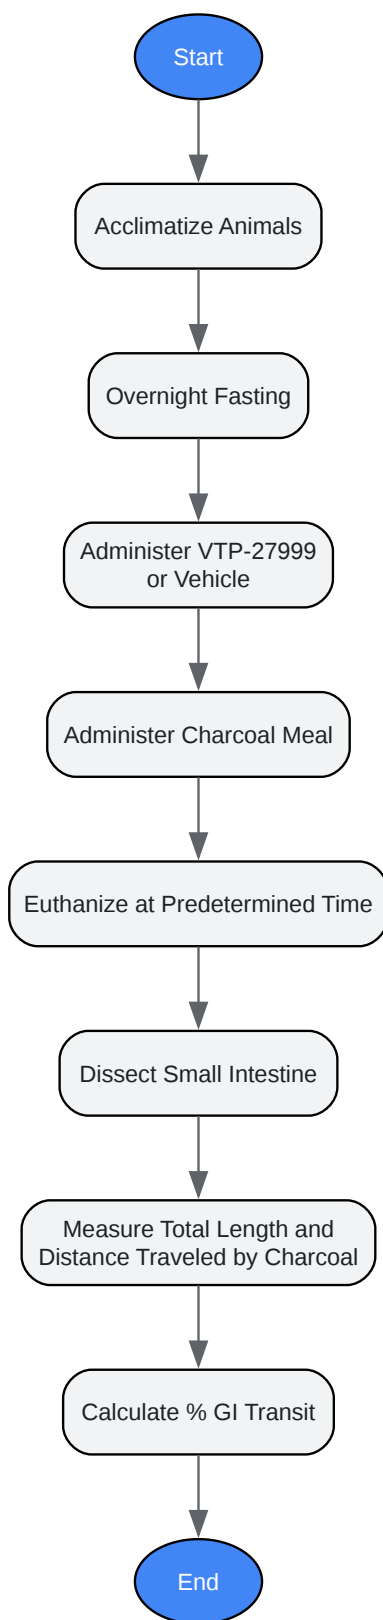 Start
Acclimatize Animals
Overnight Fasting
Administer VTP-27999
or Vehicle
Administer Charcoal Meal
Euthanize at Predetermined Time
Dissect Small Intestine
Measure Total Length and
Distance Traveled by Charcoal
Calculate % GI Transit
End